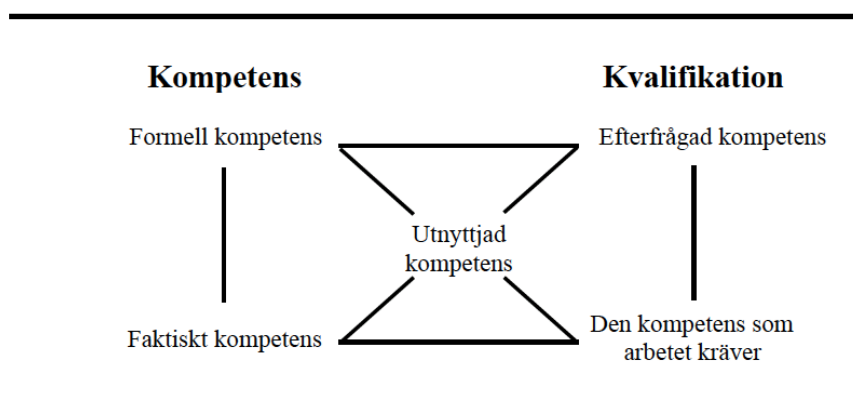 Kompetens
Kvalifikation
Formell kompetens
Efterfrågad kompetens
Utnyttjad
kompetens
Faktiskt kompetens
Den kompetens som
arbetet kräver